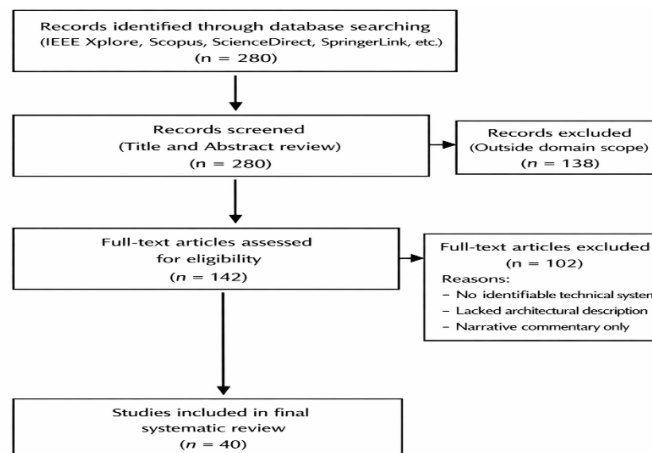 Records identified through database searching
(IEEE Xplore, Scopus, ScienceDirect, SpringerLink, etc.)
(n = 280)
Records screened
(Title and Abstract review)
(n = 280)
Records excluded
(Outside domain scope)
(n = 138)
Full-text articles assessed
for eligibility
(n = 142)
Full-text articles excluded
(n = 102)
Reasons:
– No identifiable technical system
– Lacked architectural description
– Narrative commentary only
Studies included in final
systematic review
(n = 40)